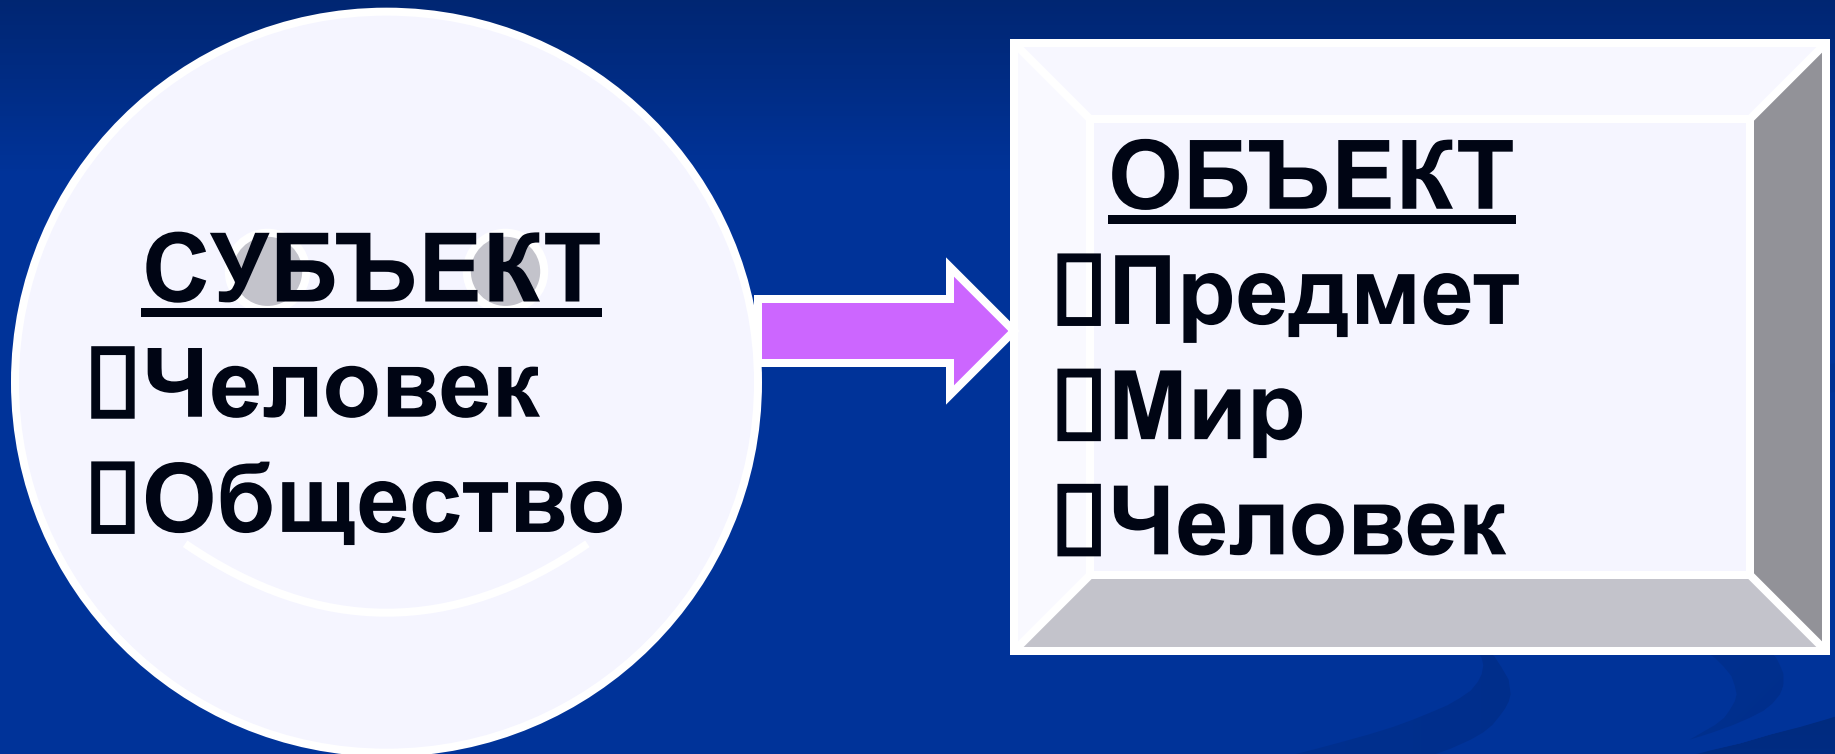 СУБЪЕКТ
Человек
Общество
ОБЪЕКТ
Предмет
Мир
Человек